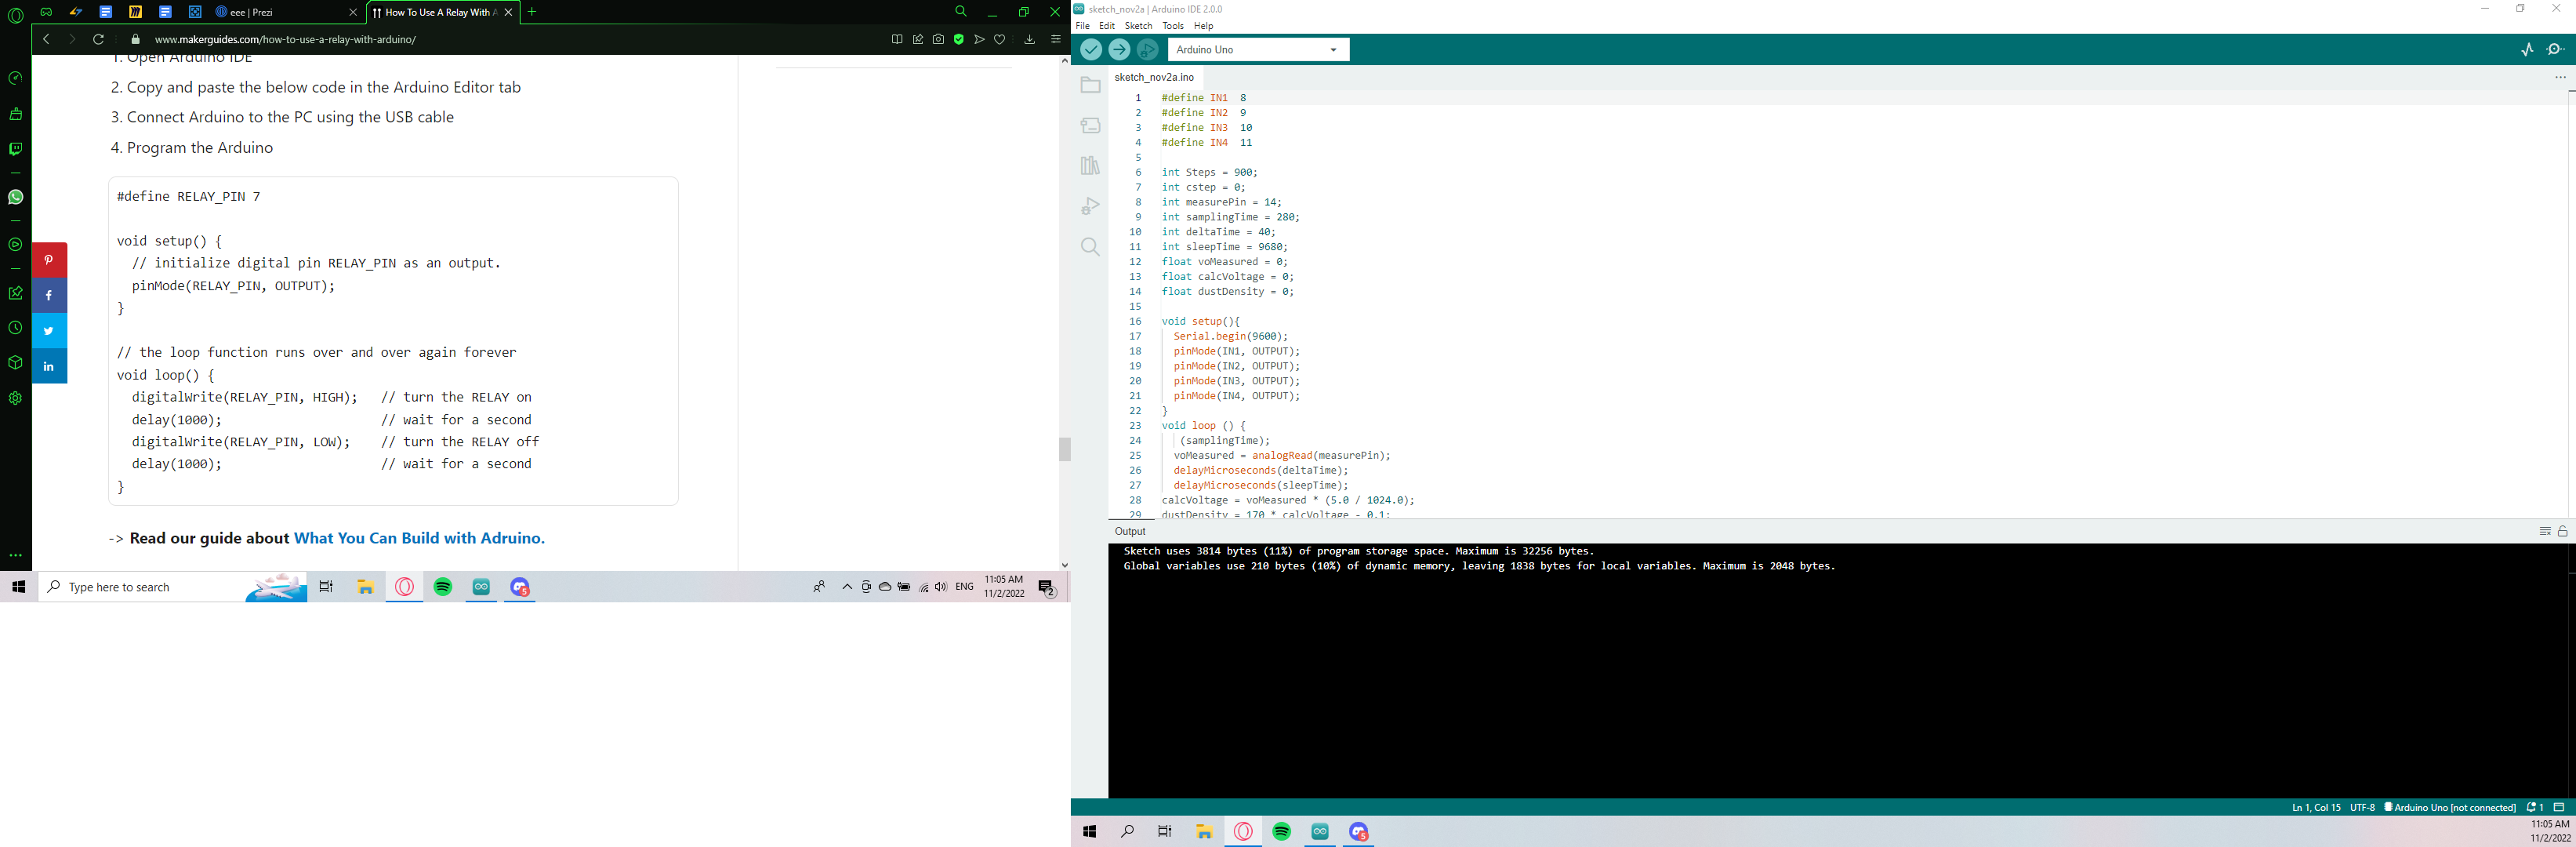 eee | Prezi
How To Use A Relay With A
www.makerguides.com/how-to-use-a-relay-with-arduino/
1. Open Arduino IDE
2. Copy and paste the below code in the Arduino Editor tab
3. Connect Arduino to the PC using the USB cable
4. Program the Arduino
#define RELAY_PIN 7
void setup() {
// initialize digital pin RELAY_PIN as an output.
pinMode(RELAY_PIN, OUTPUT);
}
// the loop function runs over and over again forever
void loop() {
digitalWrite(RELAY_PIN, HIGH); // turn the RELAY on
delay(1000); // wait for a second
digitalWrite(RELAY_PIN, LOW); // turn the RELAY off
delay(1000); // wait for a second
}
-> Read our guide about What You Can Build with Adruino.
Type here to search
ENG
11:05 AM
11/2/2022
2
5
sketch_nov2a | Arduino IDE 2.0.0
File Edit Sketch Tools Help
Arduino Uno
sketch_nov2a.ino
1 #define IN1 8
2 #define IN2 9
3 #define IN3 10
4 #define IN4 11
5
6 int Steps = 900;
7 int cstep = 0;
8 int measurePin = 14;
9 int samplingTime = 280;
10 int deltaTime = 40;
11 int sleepTime = 9680;
12 float voMeasured = 0;
13 float calcVoltage = 0;
14 float dustDensity = 0;
15
16 void setup(){
17 Serial.begin(9600);
18 pinMode(IN1, OUTPUT);
19 pinMode(IN2, OUTPUT);
20 pinMode(IN3, OUTPUT);
21 pinMode(IN4, OUTPUT);
22 }
23 void loop () {
24 (samplingTime);
25 voMeasured = analogRead(measurePin);
26 delayMicroseconds(deltaTime);
27 delayMicroseconds(sleepTime);
28 calcVoltage = voMeasured * (5.0 / 1024.0);
29 dustDensity = 170 * calcVoltage - 0.1;
Output
Sketch uses 3814 bytes (11%) of program storage space. Maximum is 32256 bytes.
Global variables use 210 bytes (10%) of dynamic memory, leaving 1838 bytes for local variables. Maximum is 2048 bytes.
Ln 1, Col 15 UTF-8 Arduino Uno [not connected] 1
5
11:05 AM
11/2/2022